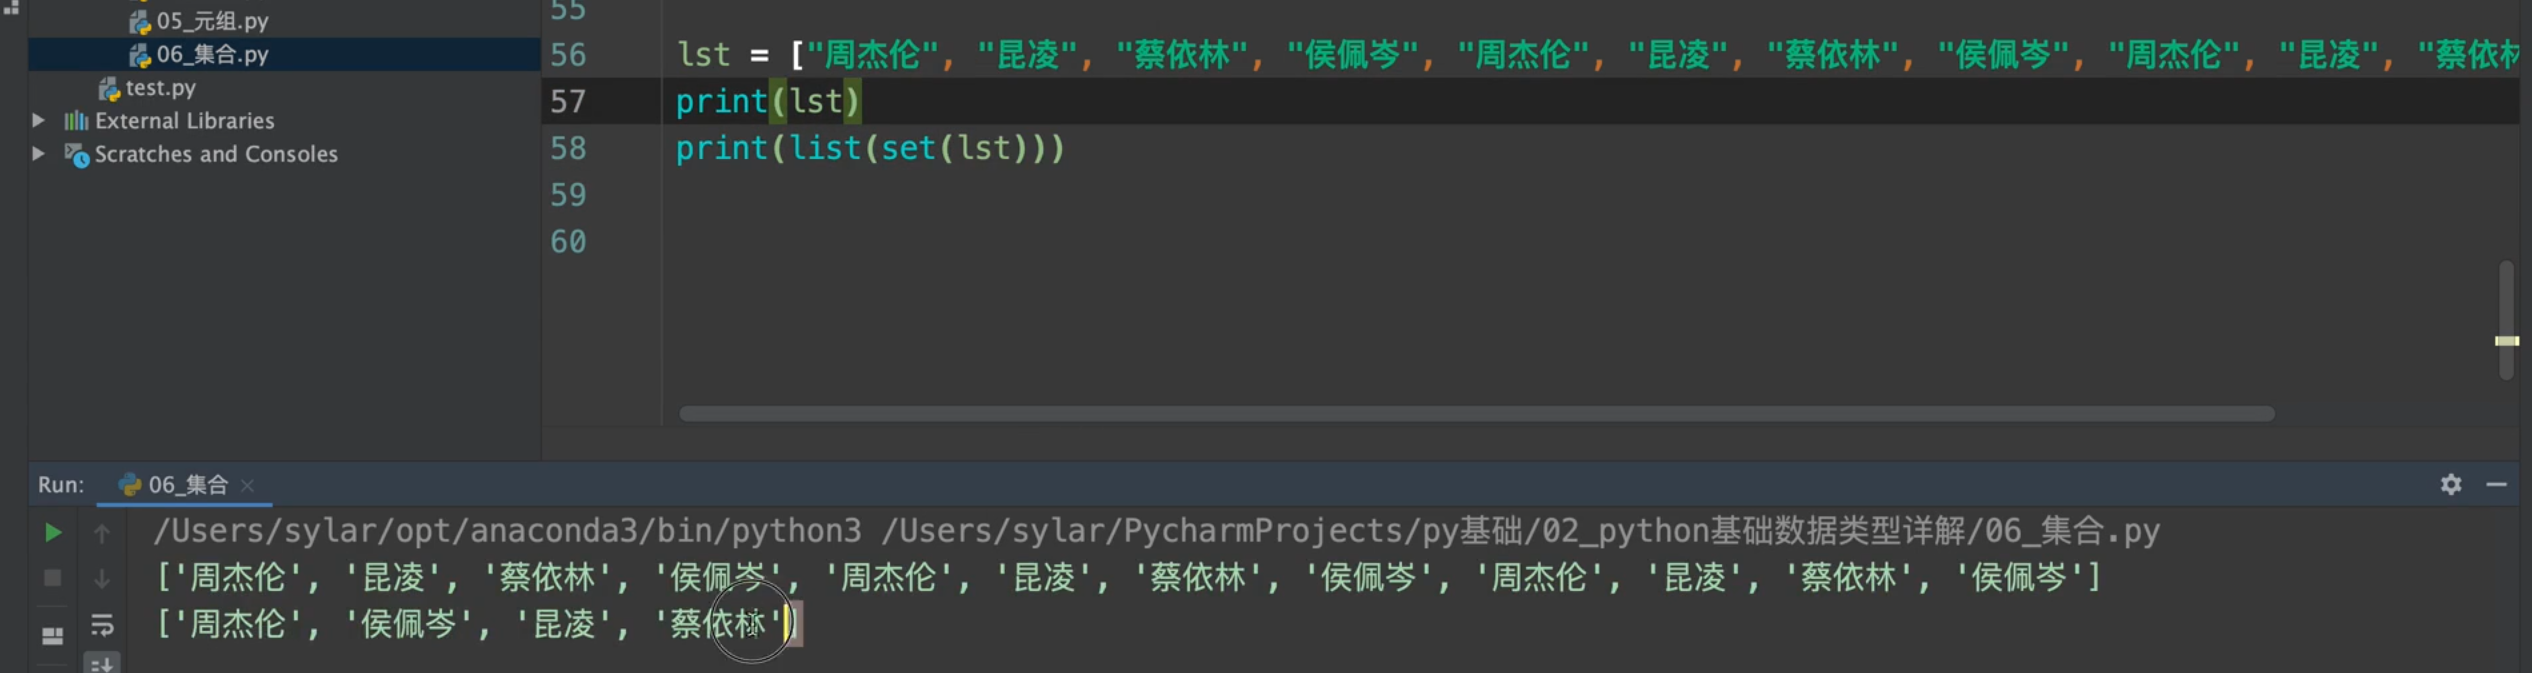 05_元组.py
06_集合.py
test.py
External Libraries
Scratches and Consoles
55
56 lst = ["周杰伦", "昆凌", "蔡依林", "侯佩岑", "周杰伦", "昆凌", "蔡依林", "侯佩岑", "周杰伦", "昆凌", "蔡依林
57 print(lst)
58 print(list(set(lst)))
59
60
Run: 06_集合
/Users/sylar/opt/anaconda3/bin/python3 /Users/sylar/PycharmProjects/py基础/02_python基础数据类型详解/06_集合.py
['周杰伦', '昆凌', '蔡依林', '侯佩岑', '周杰伦', '昆凌', '蔡依林', '侯佩岑', '周杰伦', '昆凌', '蔡依林', '侯佩岑']
['周杰伦', '侯佩岑', '昆凌', '蔡依林']